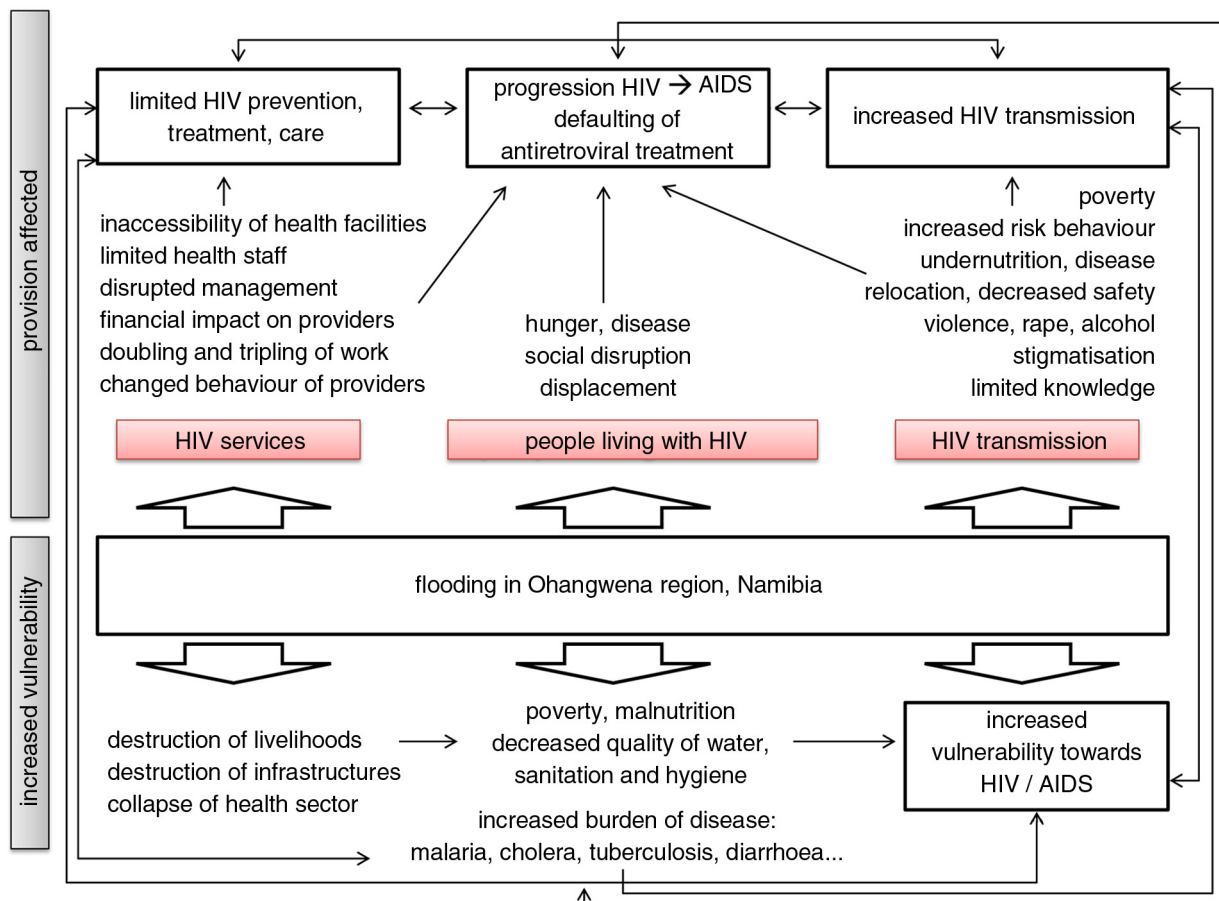 provision affected
limited HIV prevention,
treatment, care
progression HIV → AIDS
defaulting of
antiretroviral treatment
increased HIV transmission
inaccessibility of health facilities
limited health staff
disrupted management
financial impact on providers
doubling and tripling of work
changed behaviour of providers
hunger, disease
social disruption
displacement
poverty
increased risk behaviour
undernutrition, disease
relocation, decreased safety
violence, rape, alcohol
stigmatisation
limited knowledge
HIV services
people living with HIV
HIV transmission
flooding in Ohangwena region, Namibia
increased vulnerability
destruction of livelihoods
destruction of infrastructures
collapse of health sector
poverty, malnutrition
decreased quality of water,
sanitation and hygiene
increased burden of disease:
malaria, cholera, tuberculosis, diarrhoea...
increased
vulnerability towards
HIV / AIDS